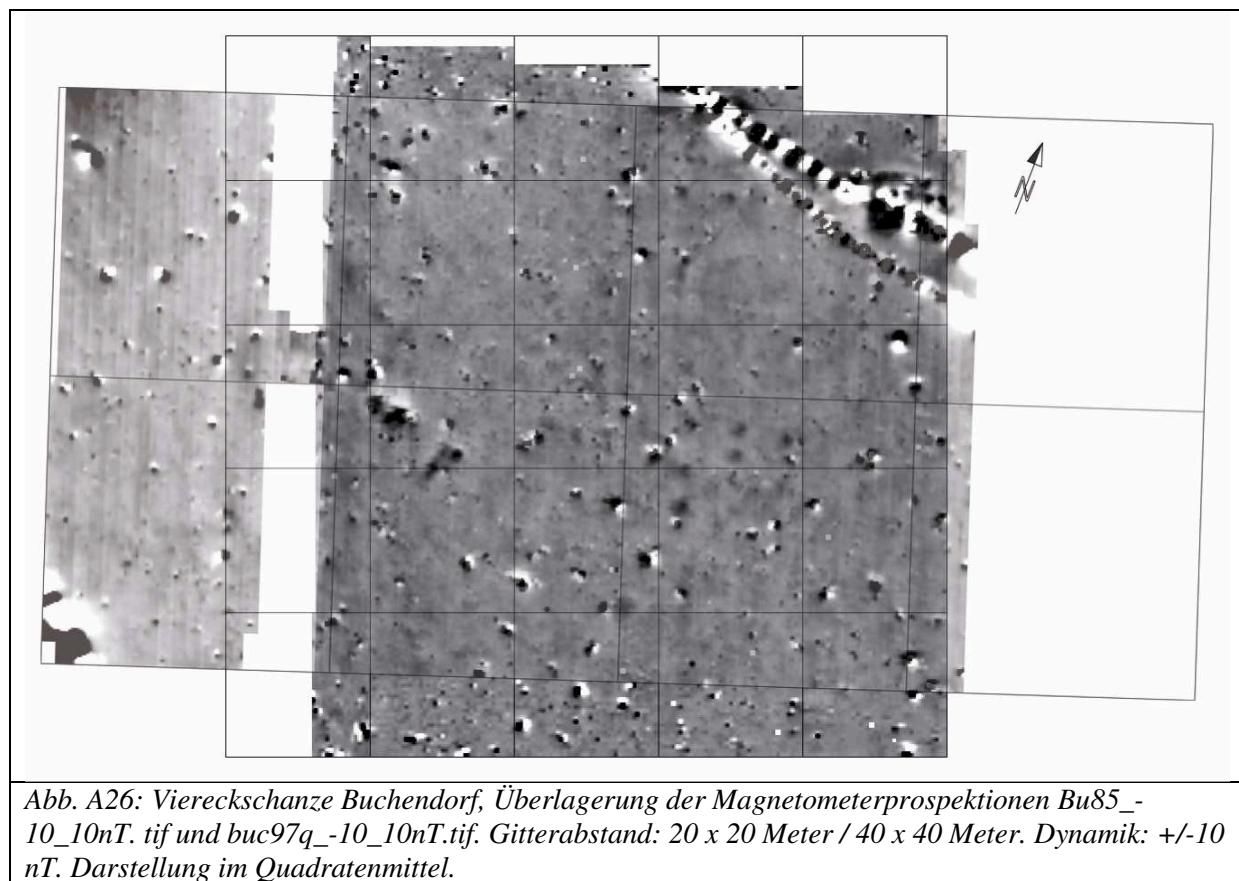 N
Abb. A26: Viereckschanze Buchendorf, Überlagerung der Magnetometerprospektionen Bu85_-
10_10nT. tif und buc97q_-10_10nT.tif. Gitterabstand: 20 x 20 Meter / 40 x 40 Meter. Dynamik: +/-10
nT. Darstellung im Quadratenmittel.